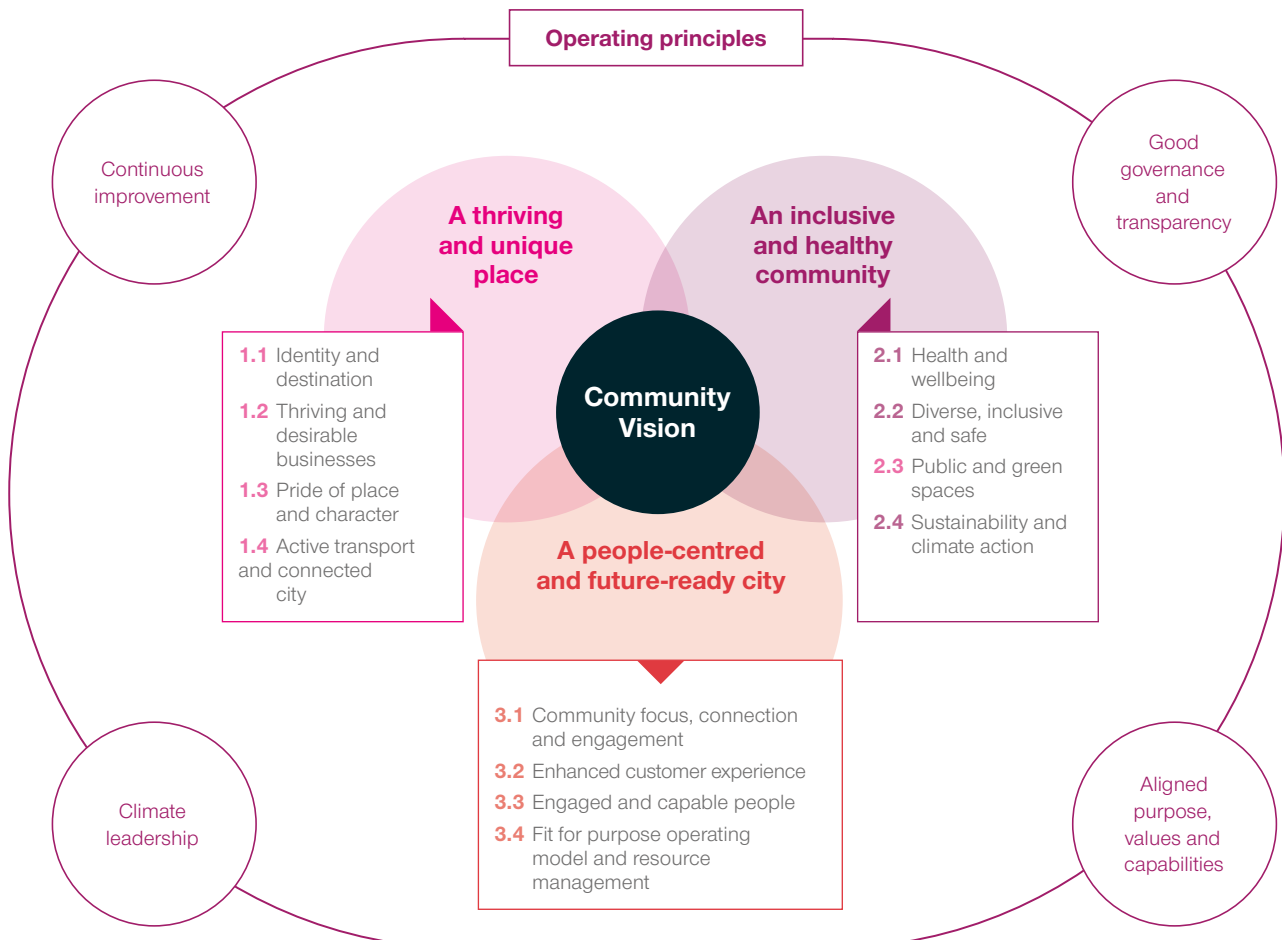 Operating principles
Continuous
improvement
Good
governance
and
transparency
A thriving
and unique
place
An inclusive
and healthy
community
Community
Vision
1.1 Identity and
destination
1.2 Thriving and
desirable
businesses
1.3 Pride of place
and character
1.4 Active transport
and connected
city
2.1 Health and
wellbeing
2.2 Diverse, inclusive
and safe
2.3 Public and green
spaces
2.4 Sustainability and
climate action
A people-centred
and future-ready city
3.1 Community focus, connection
and engagement
3.2 Enhanced customer experience
3.3 Engaged and capable people
3.4 Fit for purpose operating
model and resource
management
Climate
leadership
Aligned
purpose,
values and
capabilities